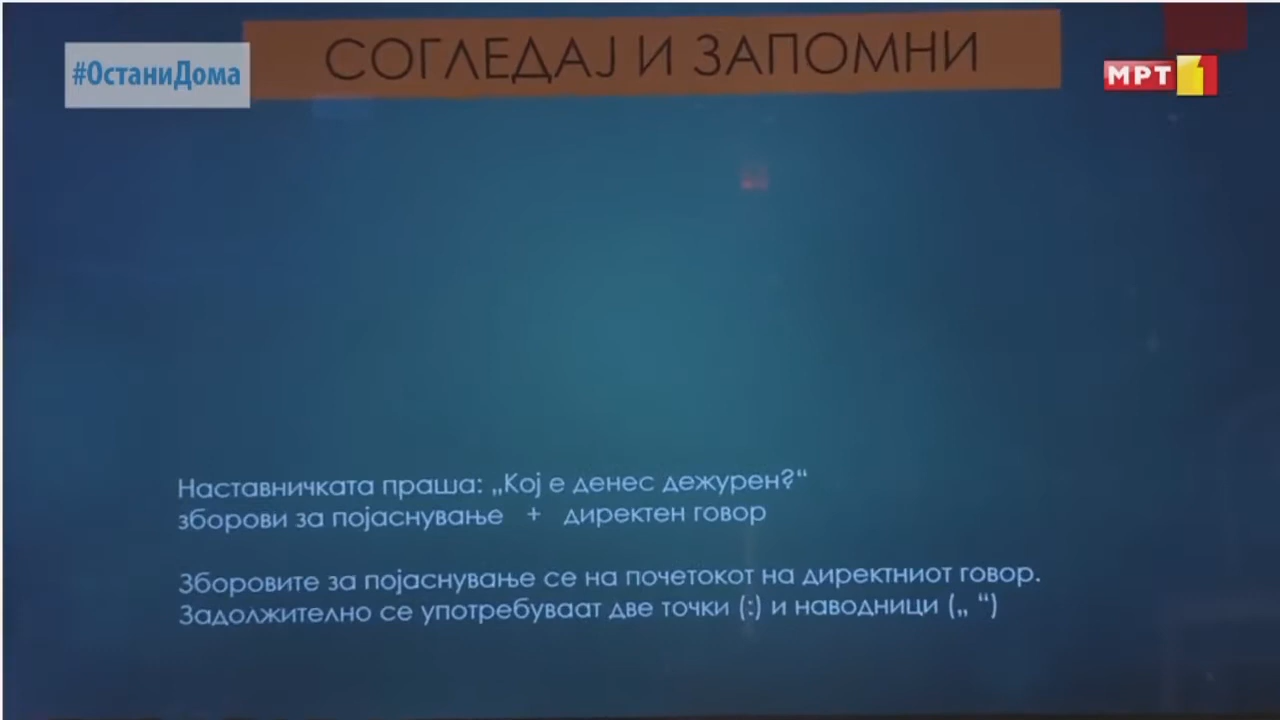 СОГЛЕДАЈ И ЗАПОМНИ
#ОстаниДома
МРТ 1
Наставничката праша: „Кој е денес дежурен?“
зборови за појаснување + директен говор
Зборовите за појаснување се на почетокот на директниот говор.
Задолжително се употребуваат две точки (:) и наводници („ “)